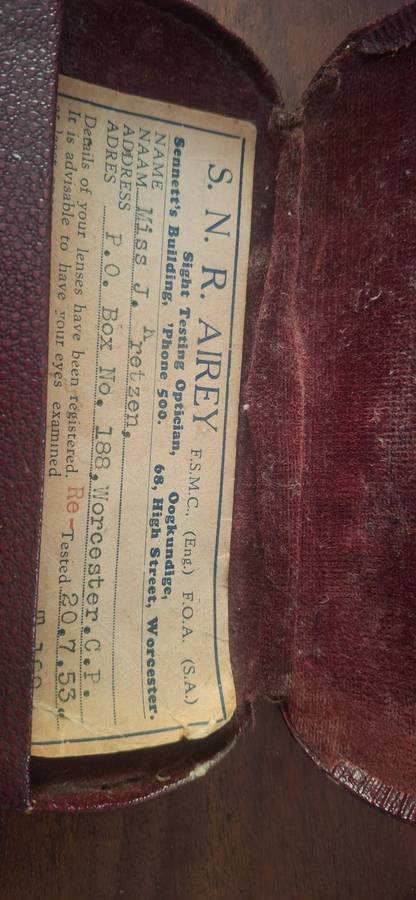 S. N. R. AIREY F.S.M.C., (Eng.) F.O.A. (S.A.)
Sight Testing Optician, Oogkundige,
Sennett's Building, 'Phone 500. 68, High Street, Worcester.
NAME
NAAM Miss J. Kretzen,
ADDRESS
ADRES P.O. Box No. 188, Worcester. C.P.
Details of your lenses have been registered. Re-Tested 20.7.53.
It is advisable to have your eyes examined